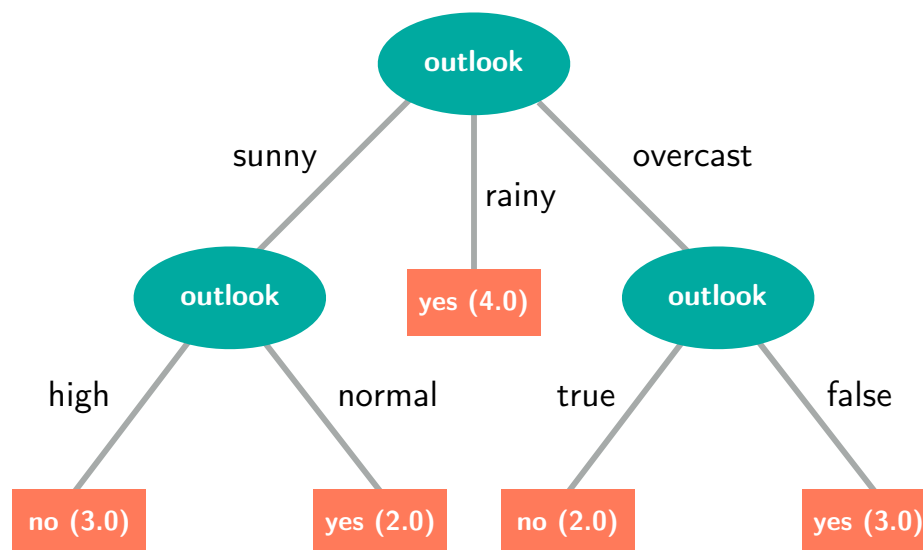 outlook
sunny
overcast
rainy
outlook
yes (4.0)
outlook
high
normal
true
false
no (3.0)
yes (2.0)
no (2.0)
yes (3.0)